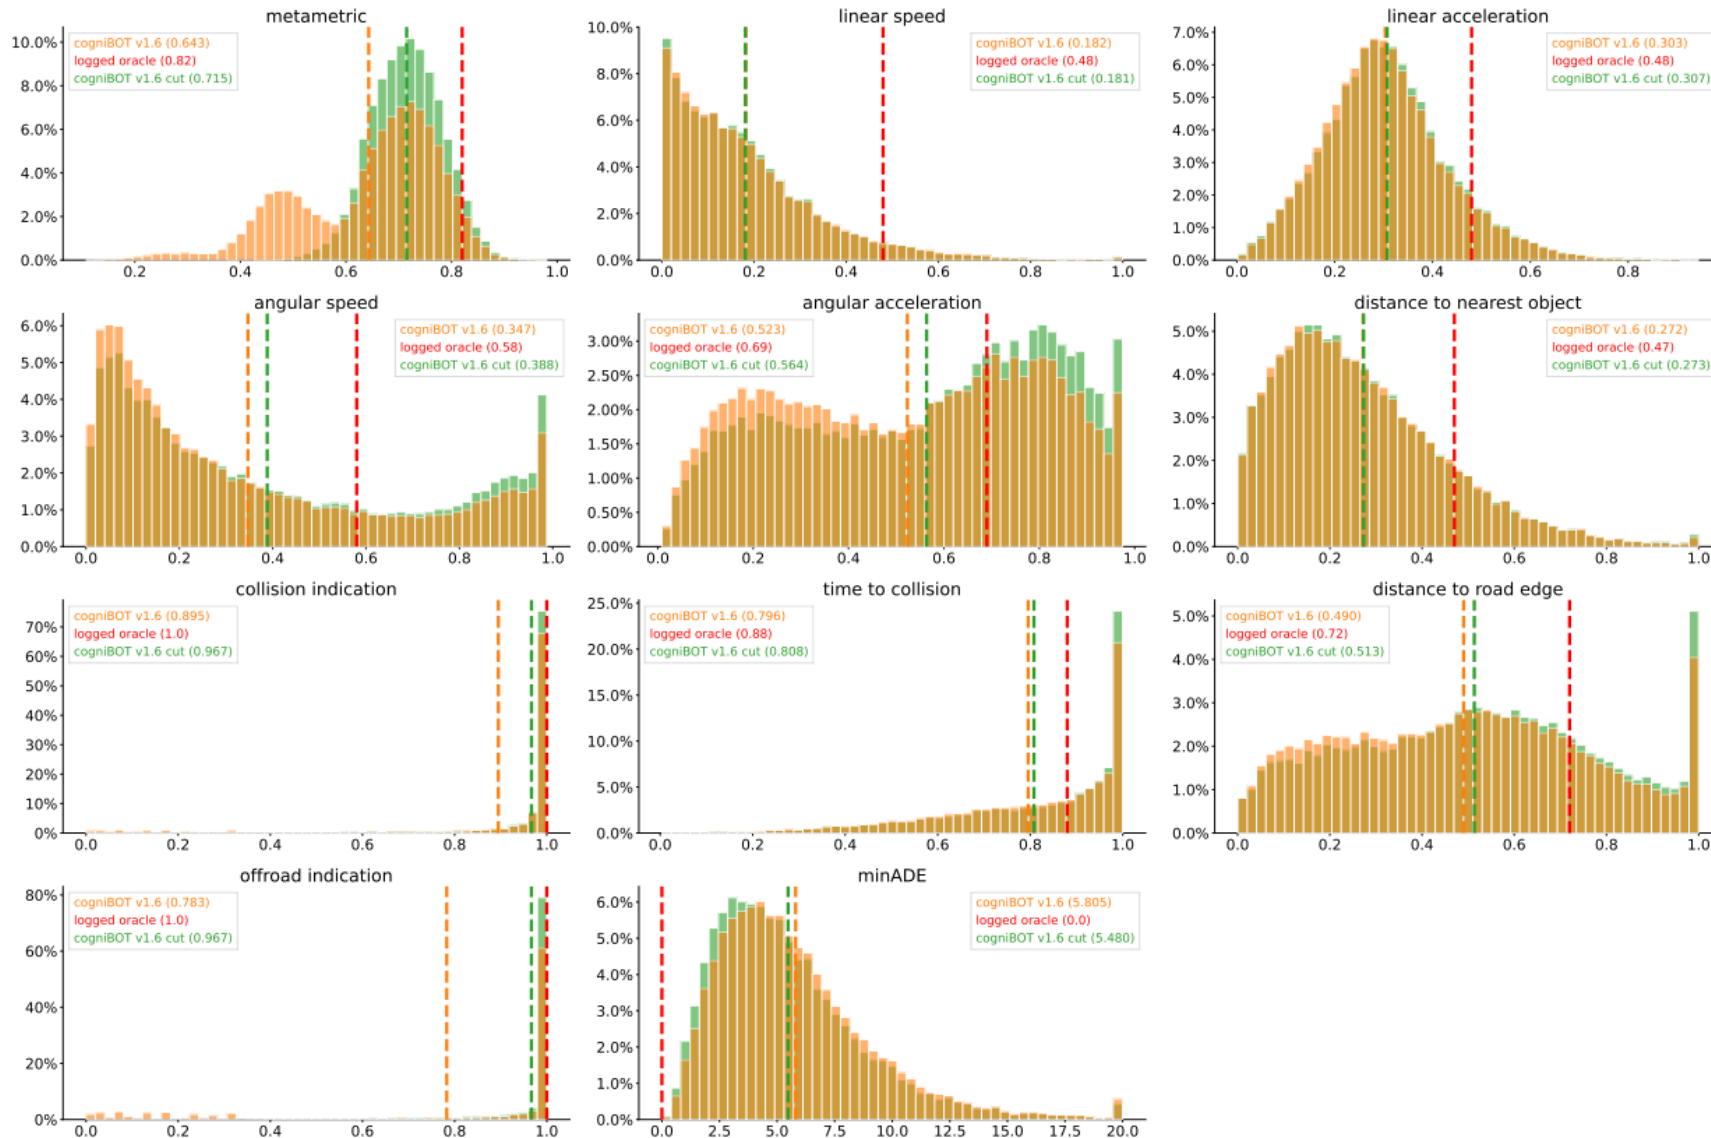 metametric
cogniBOT v1.6 (0.643)
logged oracle (0.82)
cogniBOT v1.6 cut (0.715)
10.0%
8.0%
6.0%
4.0%
2.0%
0.0%
0.2 0.4 0.6 0.8 1.0
linear speed
cogniBOT v1.6 (0.182)
logged oracle (0.48)
cogniBOT v1.6 cut (0.181)
10.0%
8.0%
6.0%
4.0%
2.0%
0.0%
0.0 0.2 0.4 0.6 0.8 1.0
linear acceleration
cogniBOT v1.6 (0.303)
logged oracle (0.48)
cogniBOT v1.6 cut (0.307)
7.0%
6.0%
5.0%
4.0%
3.0%
2.0%
1.0%
0.0%
0.0 0.2 0.4 0.6 0.8
angular speed
cogniBOT v1.6 (0.347)
logged oracle (0.58)
cogniBOT v1.6 cut (0.388)
6.0%
5.0%
4.0%
3.0%
2.0%
1.0%
0.0%
0.0 0.2 0.4 0.6 0.8 1.0
angular acceleration
cogniBOT v1.6 (0.523)
logged oracle (0.69)
cogniBOT v1.6 cut (0.564)
3.00%
2.50%
2.00%
1.50%
1.00%
0.50%
0.00%
0.0 0.2 0.4 0.6 0.8 1.0
distance to nearest object
cogniBOT v1.6 (0.272)
logged oracle (0.47)
cogniBOT v1.6 cut (0.273)
5.0%
4.0%
3.0%
2.0%
1.0%
0.0%
0.0 0.2 0.4 0.6 0.8 1.0
collision indication
cogniBOT v1.6 (0.895)
logged oracle (1.0)
cogniBOT v1.6 cut (0.967)
70%
60%
50%
40%
30%
20%
10%
0%
0.0 0.2 0.4 0.6 0.8 1.0
time to collision
cogniBOT v1.6 (0.796)
logged oracle (0.88)
cogniBOT v1.6 cut (0.808)
25.0%
20.0%
15.0%
10.0%
5.0%
0.0%
0.0 0.2 0.4 0.6 0.8 1.0
distance to road edge
cogniBOT v1.6 (0.490)
logged oracle (0.72)
cogniBOT v1.6 cut (0.513)
5.0%
4.0%
3.0%
2.0%
1.0%
0.0%
0.0 0.2 0.4 0.6 0.8 1.0
offroad indication
cogniBOT v1.6 (0.783)
logged oracle (1.0)
cogniBOT v1.6 cut (0.967)
80%
60%
40%
20%
0%
0.0 0.2 0.4 0.6 0.8 1.0
minADE
cogniBOT v1.6 (5.805)
logged oracle (0.0)
cogniBOT v1.6 cut (5.480)
6.0%
5.0%
4.0%
3.0%
2.0%
1.0%
0.0%
0.0 2.5 5.0 7.5 10.0 12.5 15.0 17.5 20.0